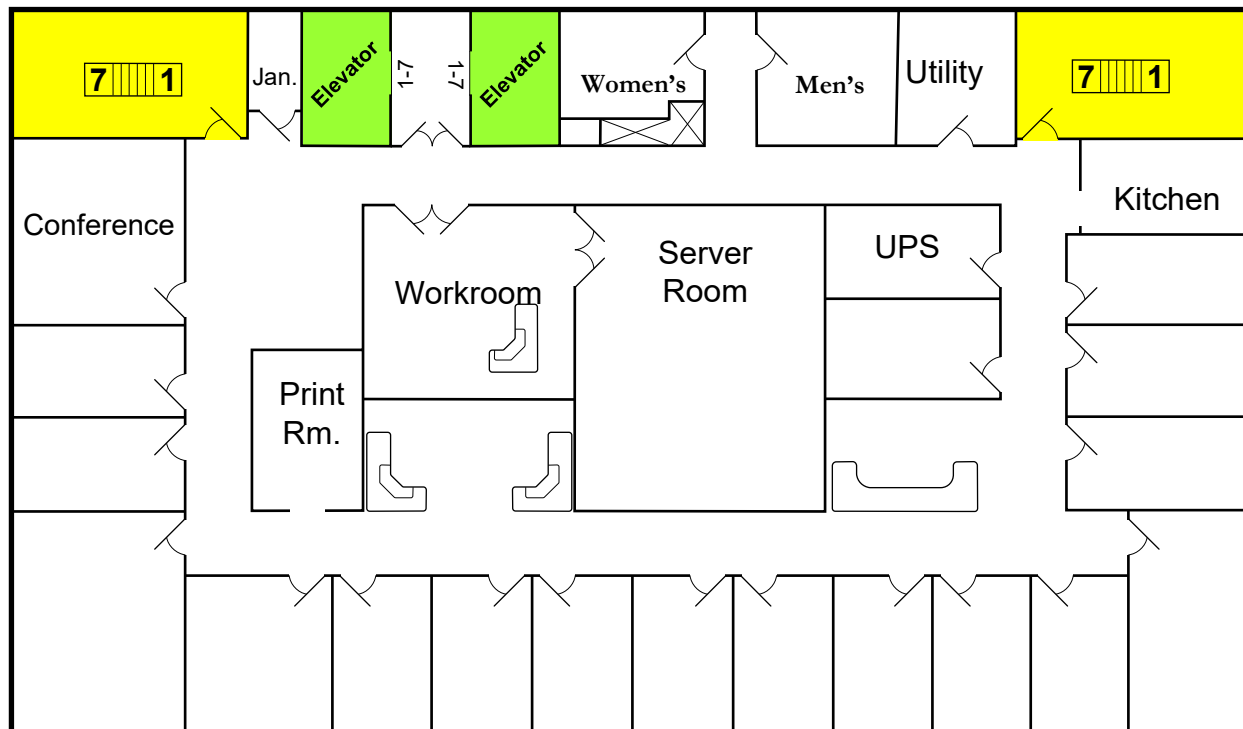 7 1
Jan.
Elevator
1-7
1-7
Elevator
Women's
Men's
Utility
7 1
Conference
Workroom
Server
Room
UPS
Kitchen
Print
Rm.